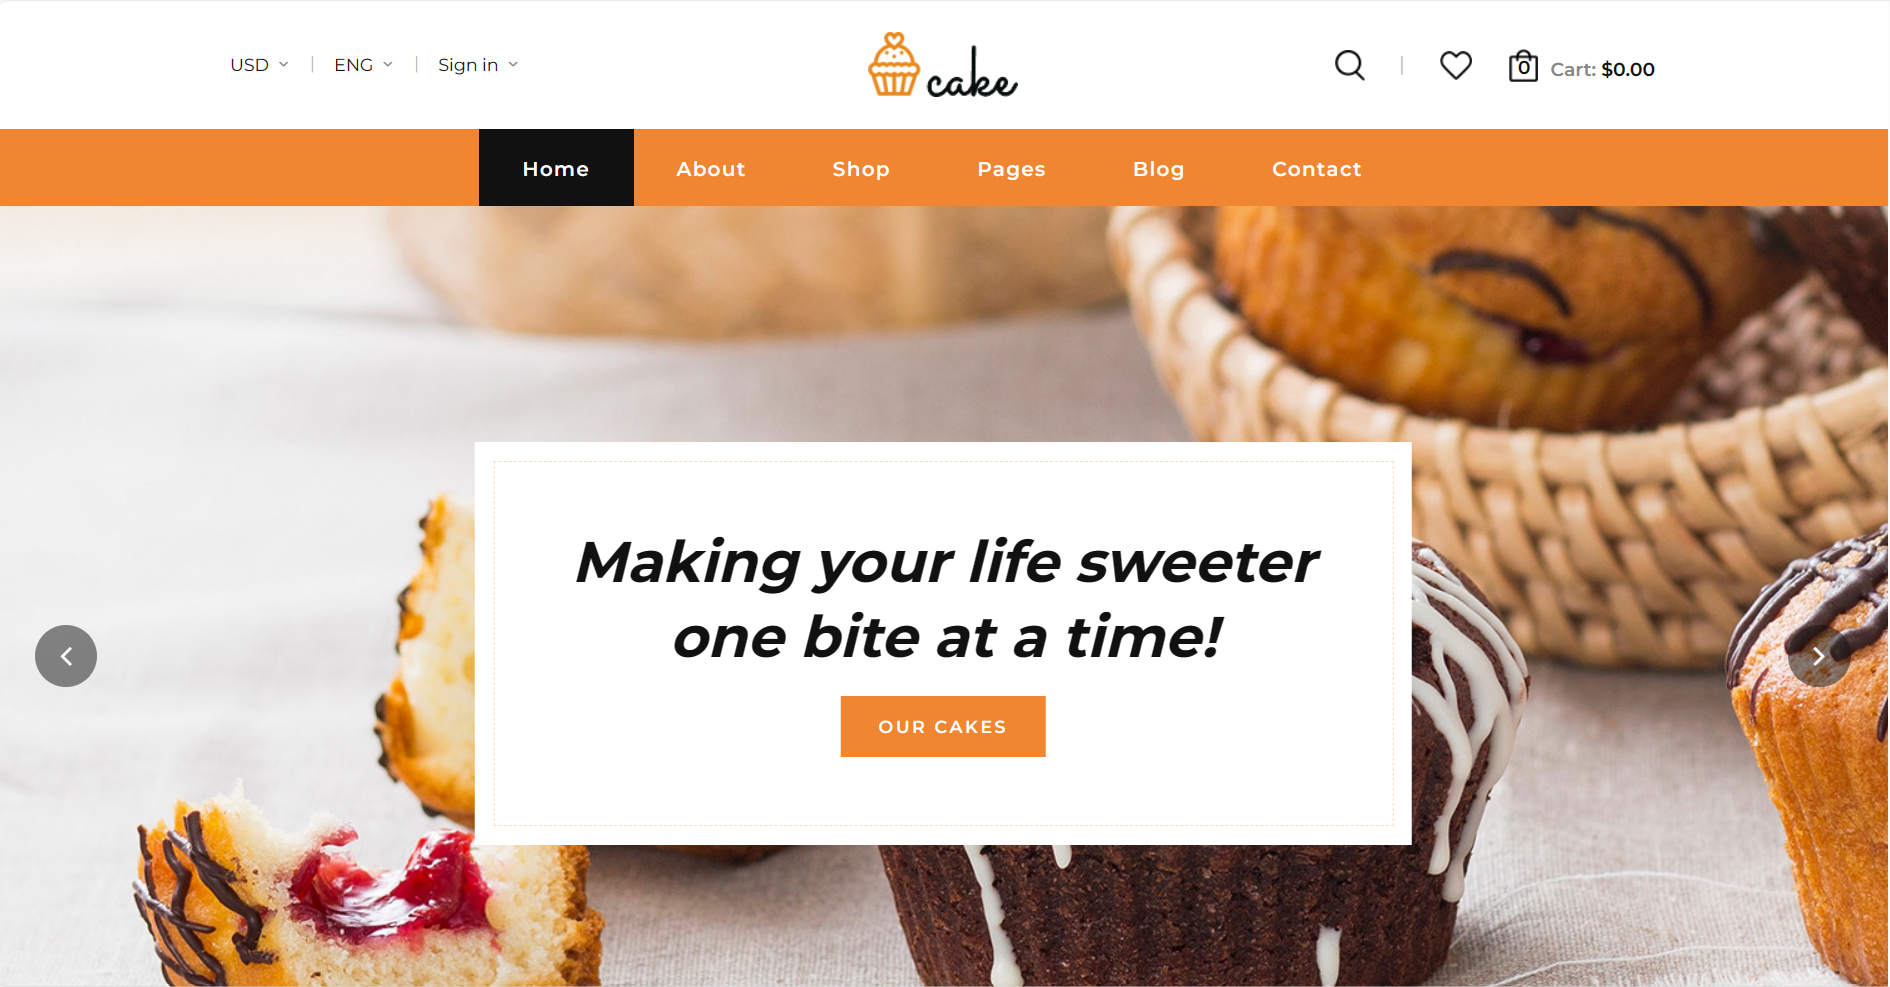 USD ENG Sign in
cake
0 Cart: $0.00
Home About Shop Pages Blog Contact
Making your life sweeter
one bite at a time!
OUR CAKES